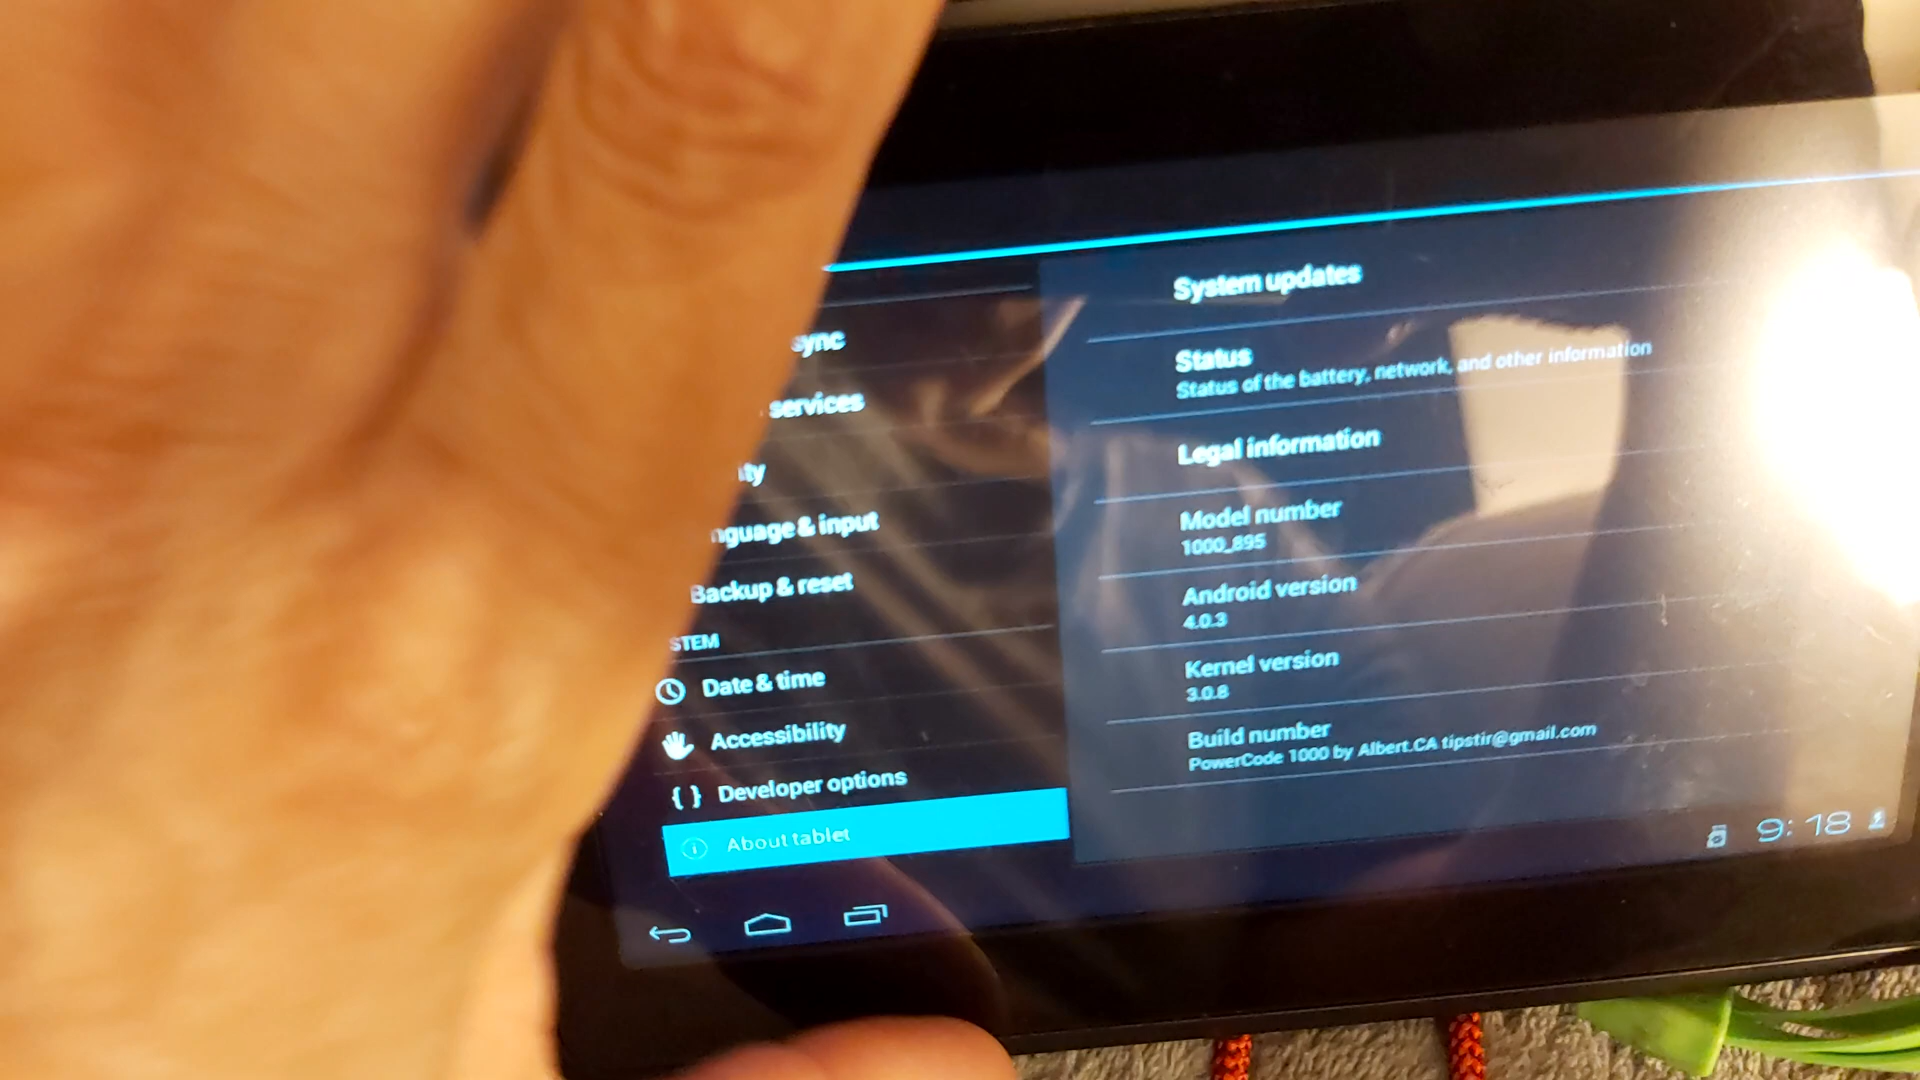 sync
services
ty
nguage & input
Backup & reset
STEM
Date & time
Accessibility
{ } Developer options
About tablet
System updates
Status
Status of the battery, network, and other information
Legal information
Model number
1000_895
Android version
4.0.3
Kernel version
3.0.8
Build number
PowerCode 1000 by Albert.CA tipstir@gmail.com
9:18